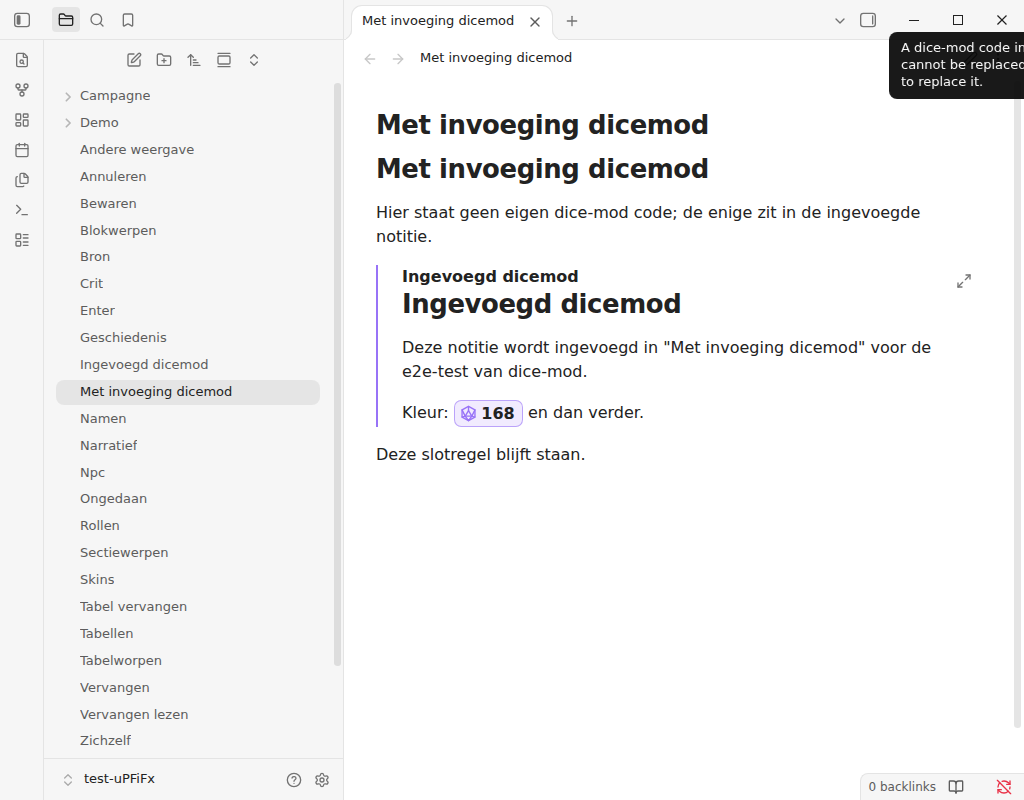 Met invoeging dicemod
A dice-mod code in
cannot be replaced
to replace it.
Met invoeging dicemod
Campagne
Demo
Andere weergave
Annuleren
Bewaren
Blokwerpen
Bron
Crit
Enter
Geschiedenis
Ingevoegd dicemod
Met invoeging dicemod
Namen
Narratief
Npc
Ongedaan
Rollen
Sectiewerpen
Skins
Tabel vervangen
Tabellen
Tabelworpen
Vervangen
Vervangen lezen
Zichzelf
test-uPFiFx
Met invoeging dicemod
Met invoeging dicemod
Hier staat geen eigen dice-mod code; de enige zit in de ingevoegde
notitie.
Ingevoegd dicemod
Ingevoegd dicemod
Deze notitie wordt ingevoegd in "Met invoeging dicemod" voor de
e2e-test van dice-mod.
Kleur: 168 en dan verder.
Deze slotregel blijft staan.
0 backlinks